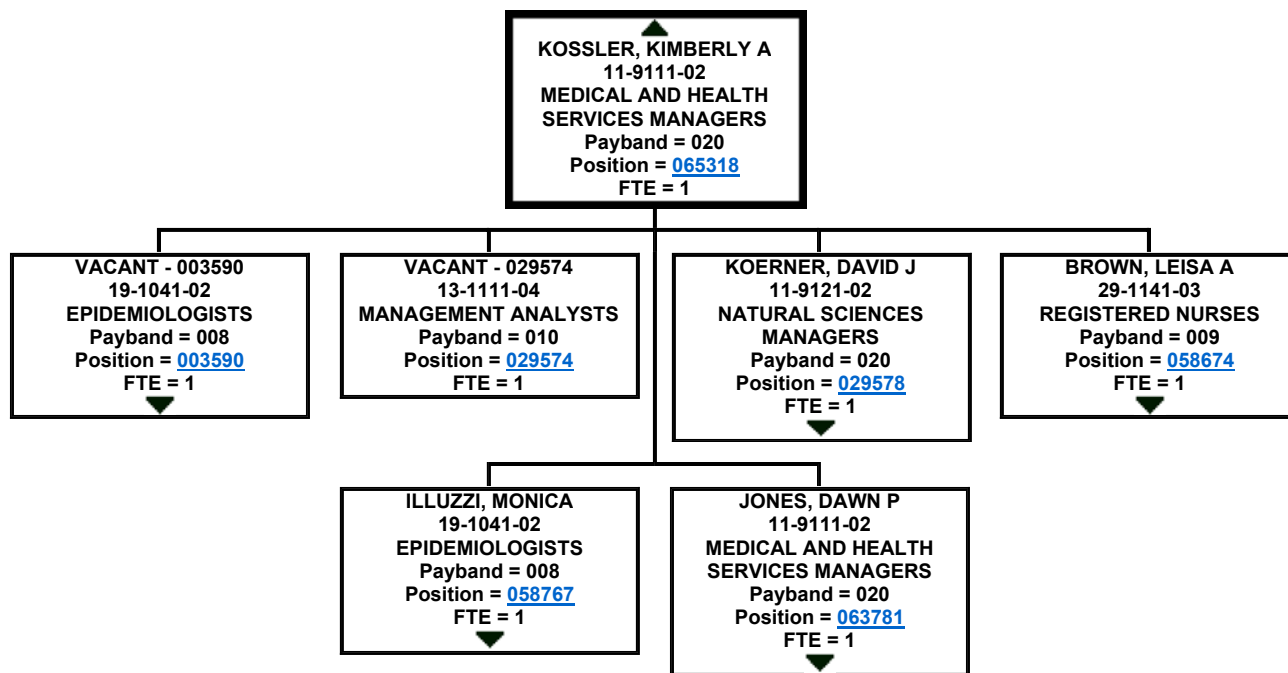 KOSSLER, KIMBERLY A
11-9111-02
MEDICAL AND HEALTH
SERVICES MANAGERS
Payband = 020
Position = 065318
FTE = 1
VACANT - 003590
19-1041-02
EPIDEMIOLOGISTS
Payband = 008
Position = 003590
FTE = 1
VACANT - 029574
13-1111-04
MANAGEMENT ANALYSTS
Payband = 010
Position = 029574
FTE = 1
KOERNER, DAVID J
11-9121-02
NATURAL SCIENCES
MANAGERS
Payband = 020
Position = 029578
FTE = 1
BROWN, LEISA A
29-1141-03
REGISTERED NURSES
Payband = 009
Position = 058674
FTE = 1
ILLUZZI, MONICA
19-1041-02
EPIDEMIOLOGISTS
Payband = 008
Position = 058767
FTE = 1
JONES, DAWN P
11-9111-02
MEDICAL AND HEALTH
SERVICES MANAGERS
Payband = 020
Position = 063781
FTE = 1